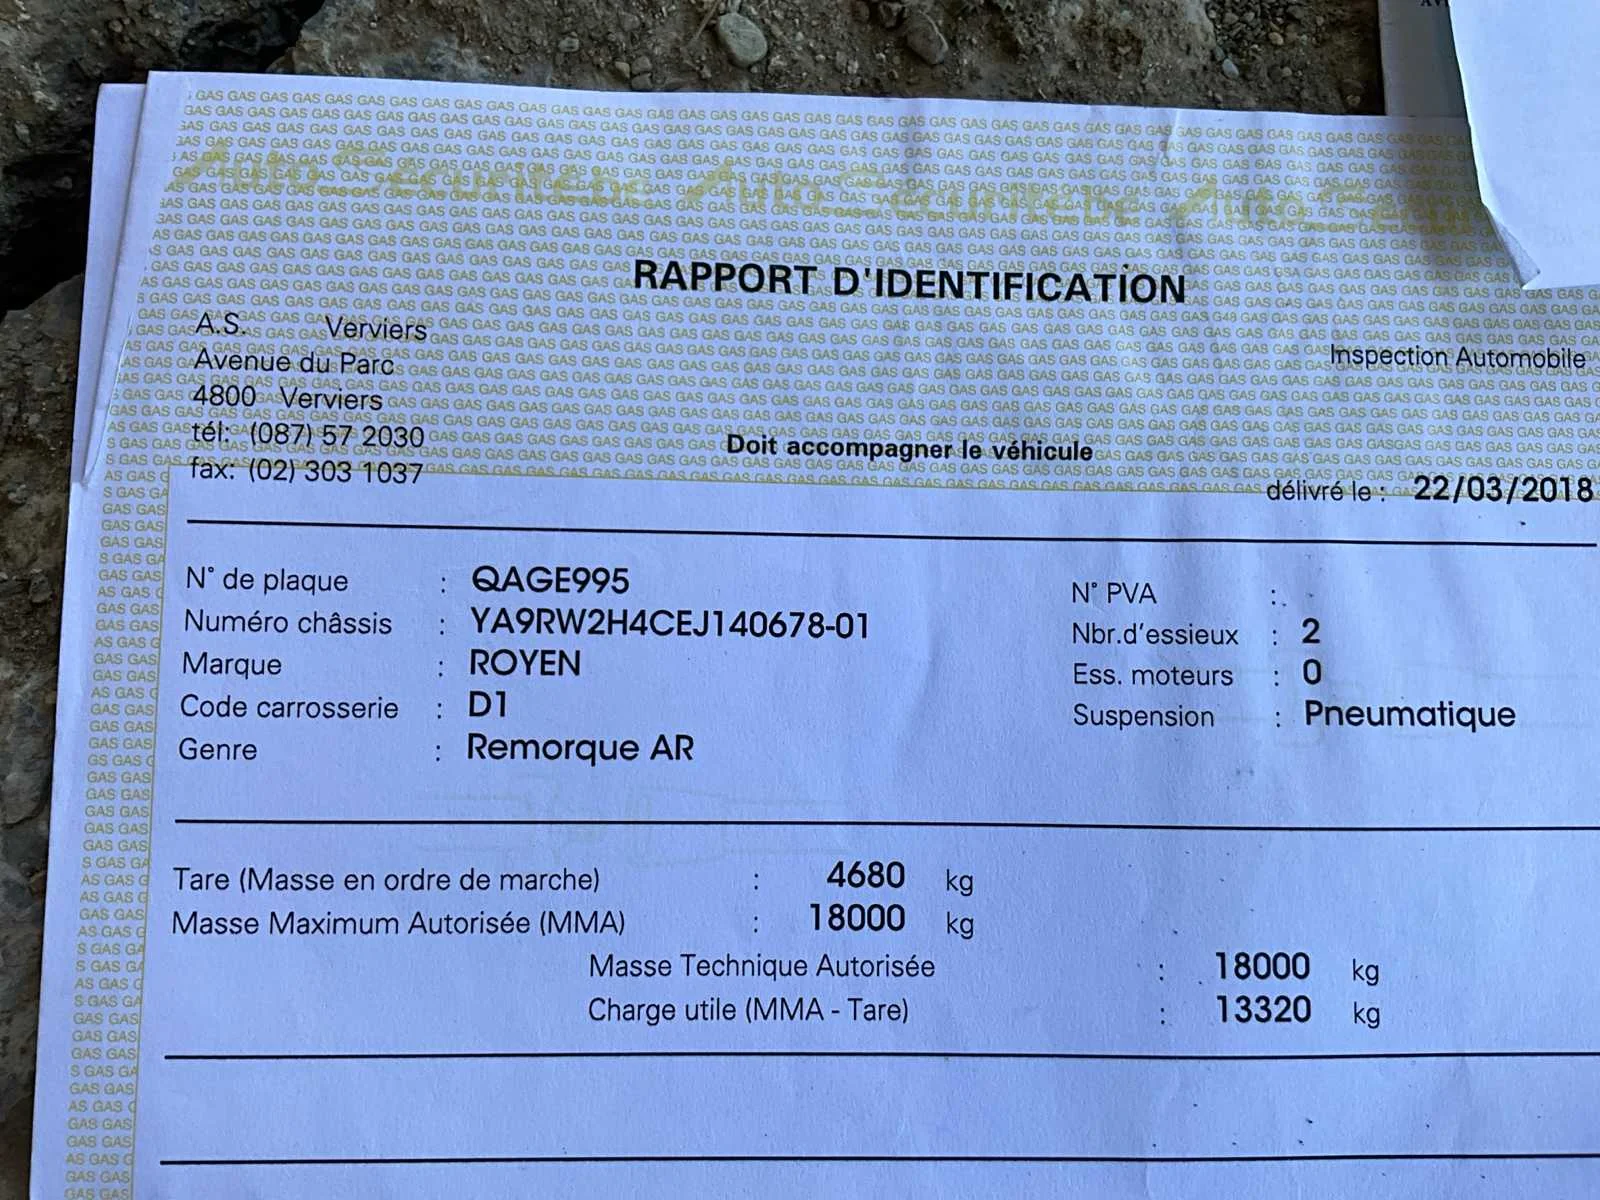 RAPPORT D'IDENTIFICATION
A.S. Verviers
Avenue du Parc
4800 Verviers
tél: (087) 57 2030
fax: (02) 303 1037
Inspection Automobile
Doit accompagner le véhicule
délivré le : 22/03/2018
N° de plaque : QAGE995
Numéro châssis : YA9RW2H4CEJ140678-01
Marque : ROYEN
Code carrosserie : D1
Genre : Remorque AR
N° PVA :
Nbr.d'essieux : 2
Ess. moteurs : 0
Suspension : Pneumatique
Tare (Masse en ordre de marche) : 4680 kg
Masse Maximum Autorisée (MMA) : 18000 kg
Masse Technique Autorisée : 18000 kg
Charge utile (MMA - Tare) : 13320 kg